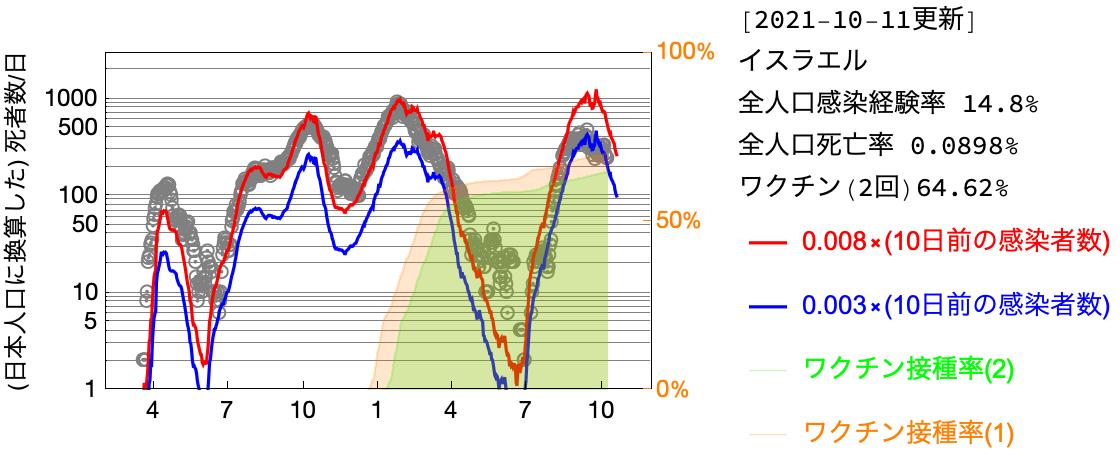 [2021-10-11更新]
イスラエル
全人口感染経験率 14.8%
全人口死亡率 0.0898%
ワクチン(2回)64.62%
0.008×(10日前の感染者数)
0.003×(10日前の感染者数)
ワクチン接種率(2)
ワクチン接種率(1)
(日本人口に換算した) 死者数/日
1000
500
100
50
10
5
1
100%
50%
0%
4 7 10 1 4 7 10